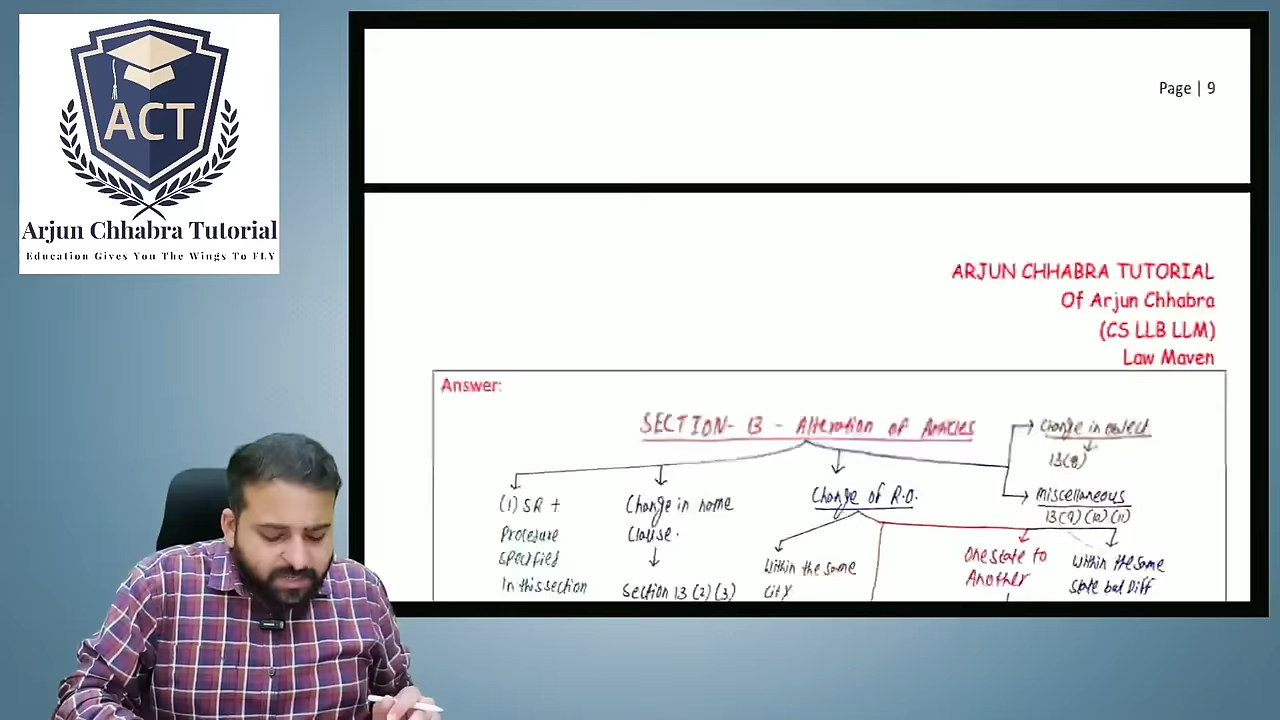 ACT
Arjun Chhabra Tutorial
Education Gives You The Wings To FLY
Page | 9
ARJUN CHHABRA TUTORIAL
Of Arjun Chhabra
(CS LLB LLM)
Law Maven
Answer:
SECTION- 13 - Alteration of Articles
Change in object
13(8)
Miscellaneous
13(9)(10)(11)
(1) SR +
Procesure
specified
In this section
Change in name
Clause.
Section 13 (2) (3)
Change of R.O.
Within the same
City
One state to
Another
Within the same
state but Diff